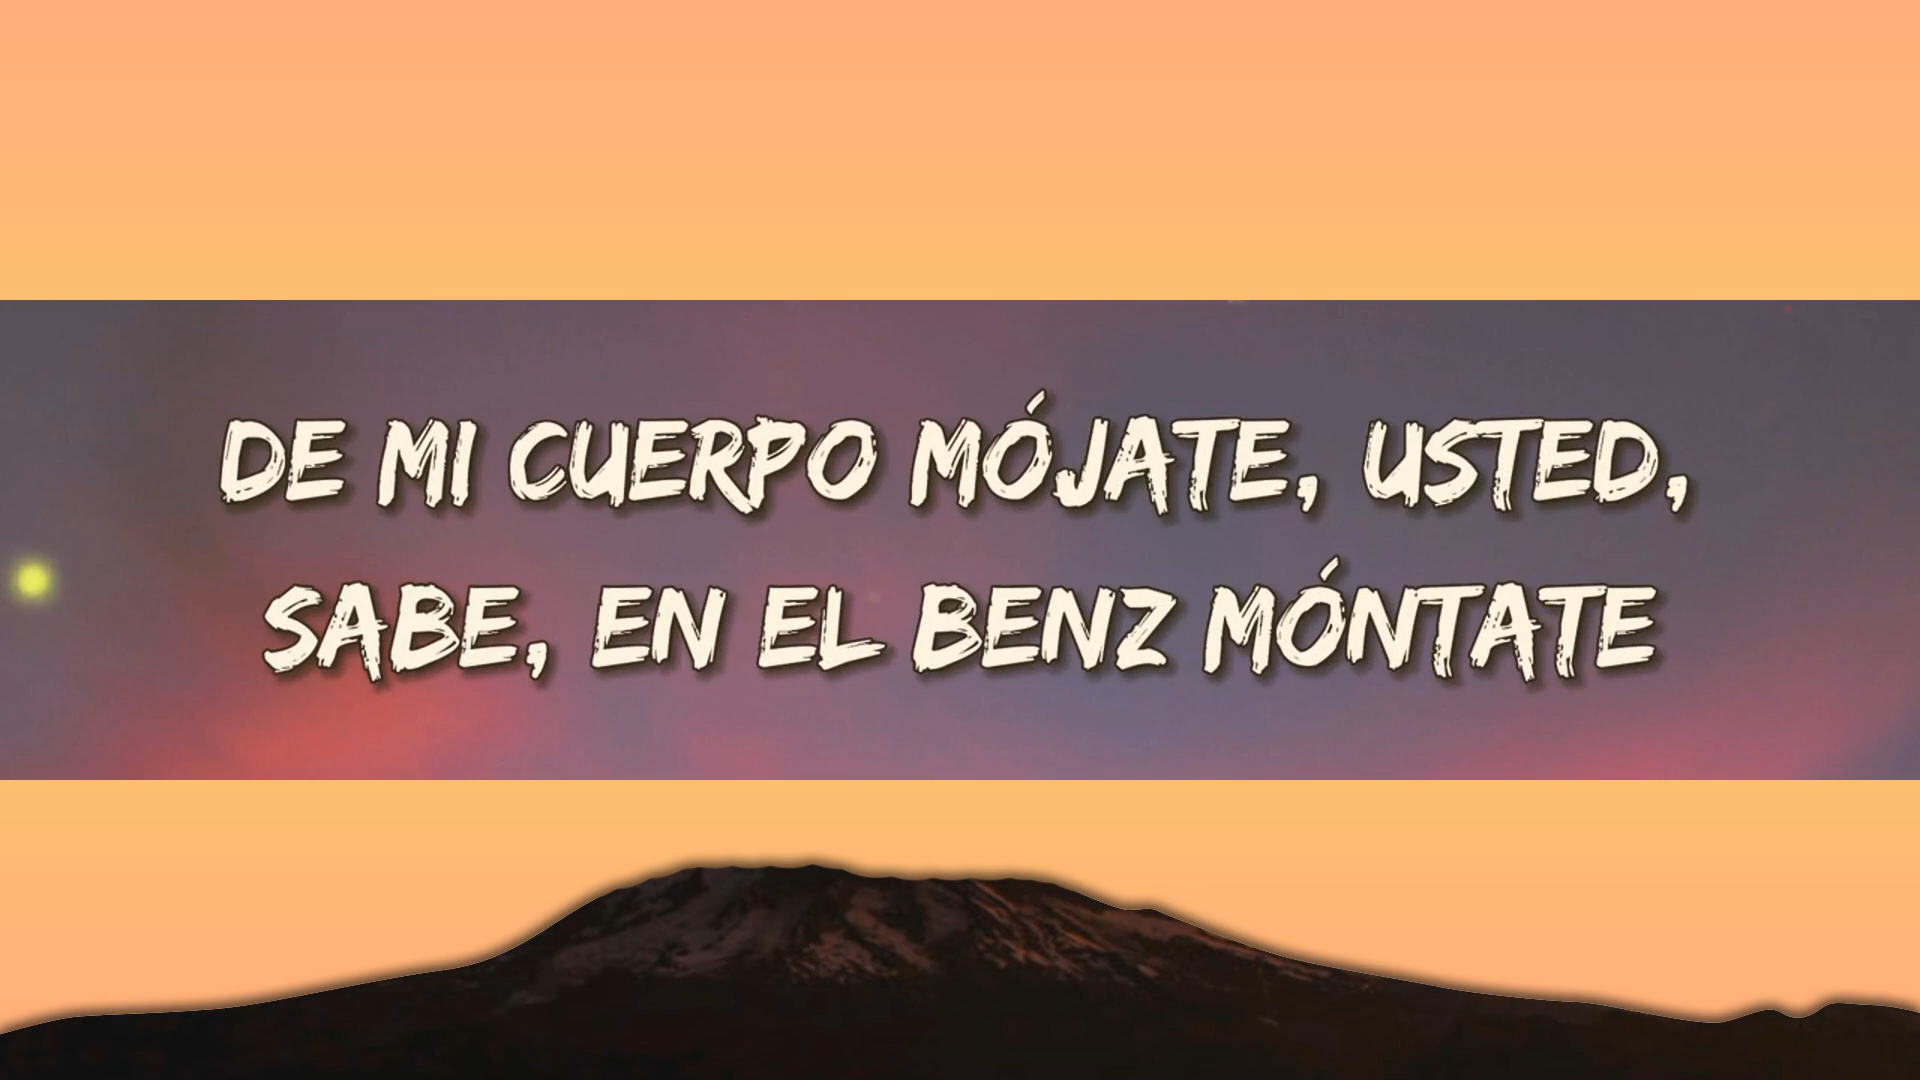 DE MI CUERPO MÓJATE, USTED,
SABE, EN EL BENZ MÓNTATE